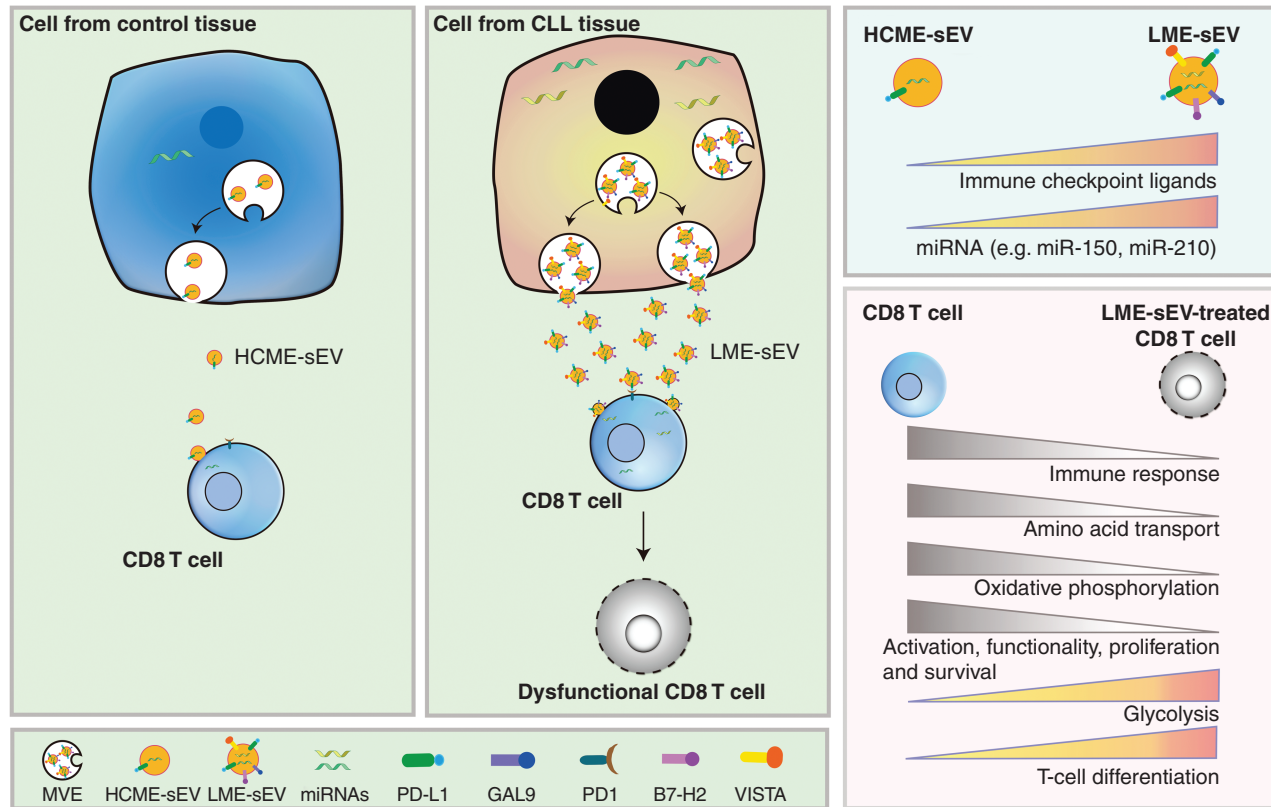 Cell from control tissue
HCME-sEV
CD8 T cell
Cell from CLL tissue
LME-sEV
CD8 T cell
Dysfunctional CD8 T cell
HCME-sEV
LME-sEV
Immune checkpoint ligands
miRNA (e.g. miR-150, miR-210)
CD8 T cell
LME-sEV-treated
CD8 T cell
Immune response
Amino acid transport
Oxidative phosphorylation
Activation, functionality, proliferation
and survival
Glycolysis
T-cell differentiation
MVE
HCME-sEV
LME-sEV
miRNAs
PD-L1
GAL9
PD1
B7-H2
VISTA